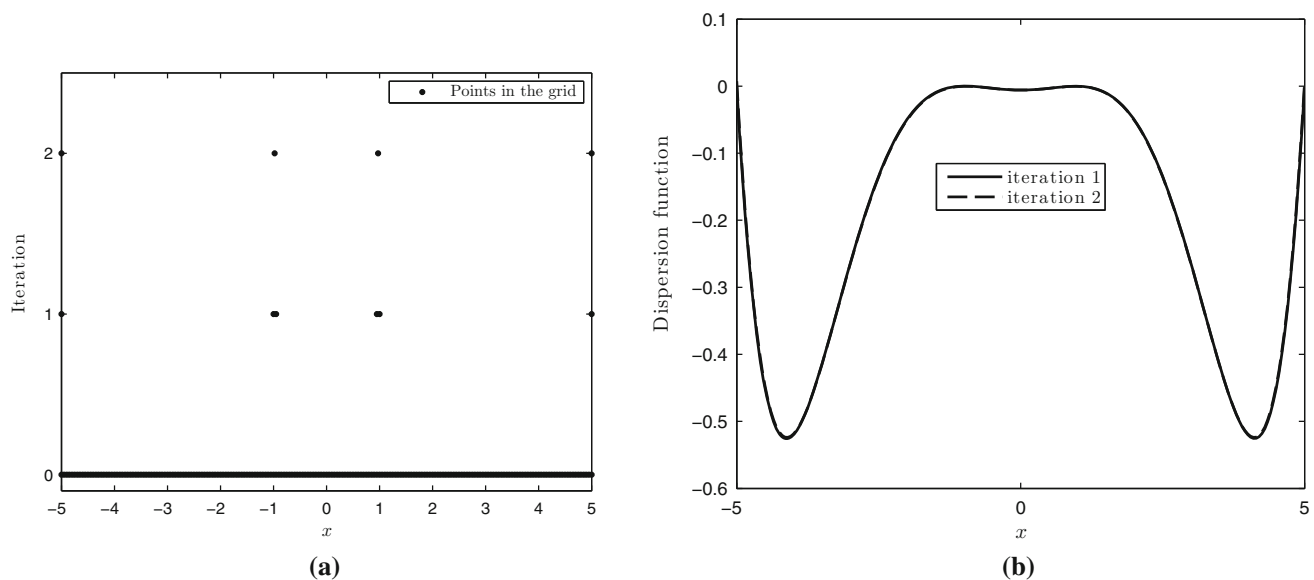 Points in the grid
2
1
0
Iteration
−5 −4 −3 −2 −1 0 1 2 3 4 5
x
(a)
0.1
0
−0.1
−0.2
−0.3
−0.4
−0.5
−0.6
Dispersion function
iteration 1
iteration 2
−5 0 5
x
(b)